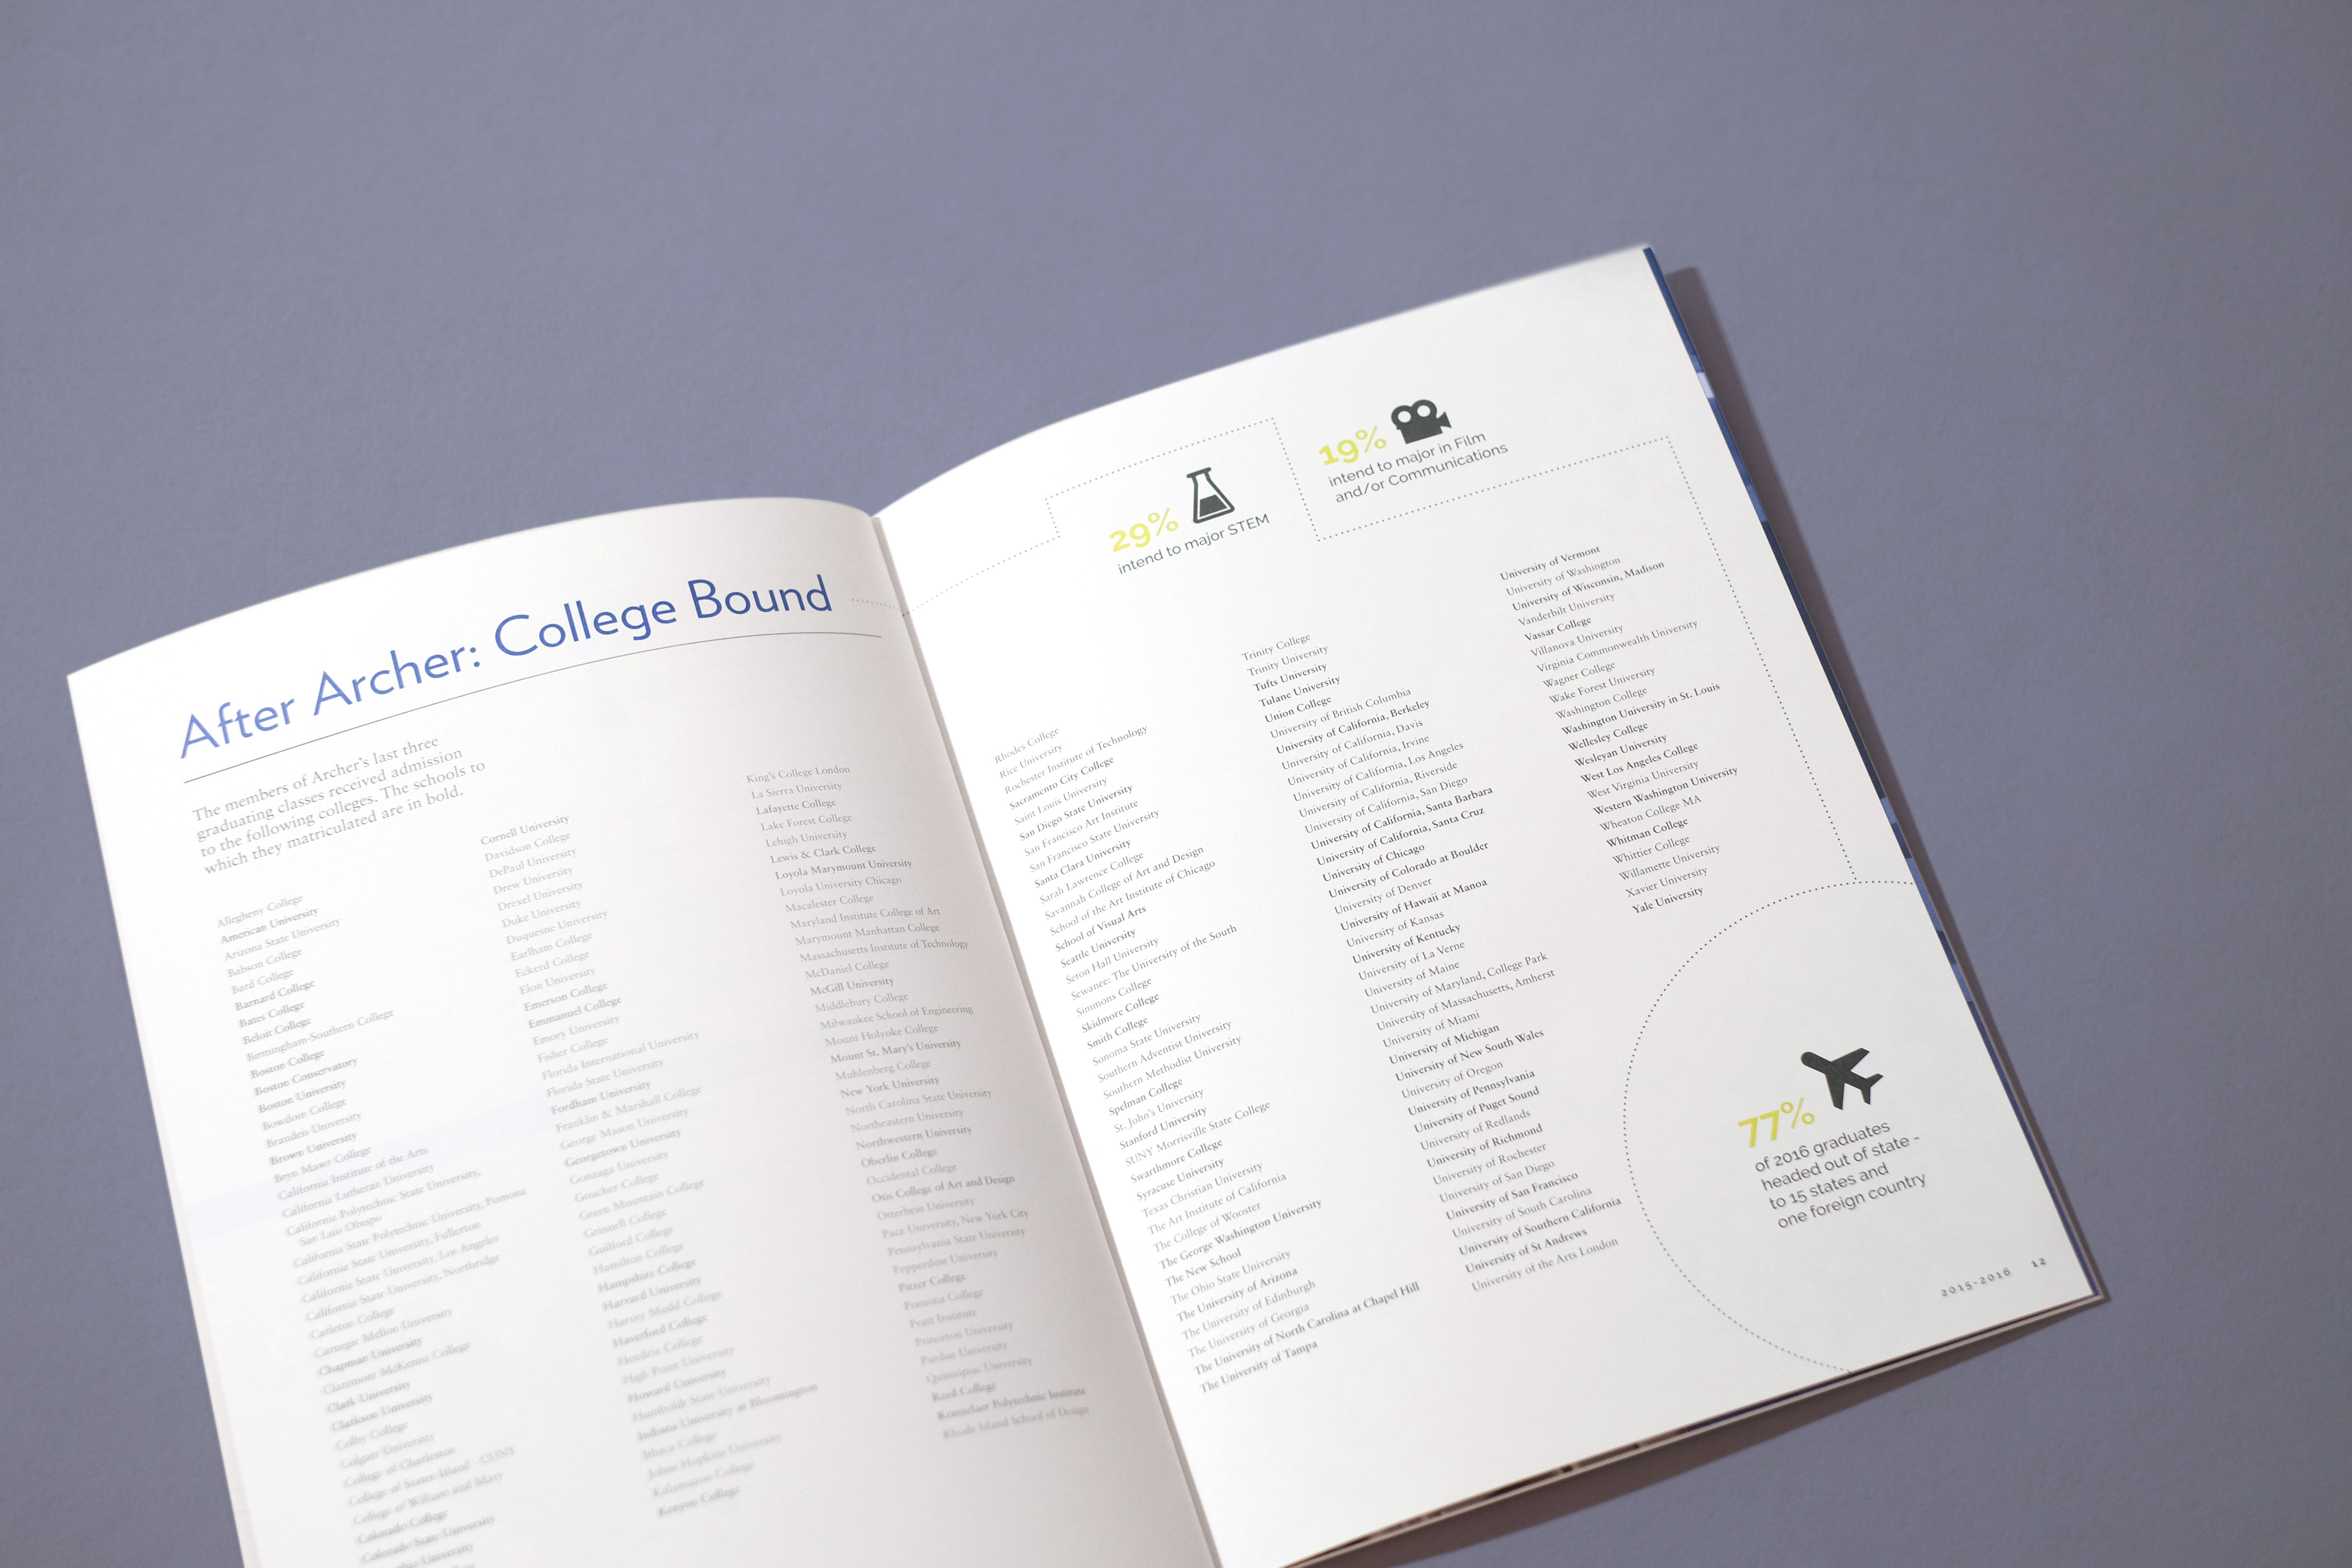 After Archer: College Bound
The members of Archer's last three
graduating classes received admission
to the following colleges. The schools to
which they matriculated are in bold.
Allegheny College
American University
Arizona State University
Babson College
Bard College
Barnard College
Bates College
Beloit College
Birmingham-Southern College
Boston College
Boston Conservatory
Boston University
Bowdoin College
Brandeis University
Brown University
Bryn Mawr College
California Institute of the Arts
California Lutheran University
California Polytechnic State University,
San Luis Obispo
California State Polytechnic University, Pomona
California State University, Fullerton
California State University, Los Angeles
California State University, Northridge
Carleton College
Carnegie Mellon University
Chapman University
Claremont McKenna College
Clark University
Clarkson University
Colby College
Colgate University
College of Charleston
College of Staten Island - CUNY
College of William and Mary
Colorado College
Colorado State University
University
Cornell University
Davidson College
DePaul University
Drew University
Drexel University
Duke University
Duquesne University
Earlham College
Eckerd College
Elon University
Emerson College
Emmanuel College
Emory University
Fisher College
Florida International University
Florida State University
Fordham University
Franklin & Marshall College
George Mason University
Georgetown University
Gonzaga University
Goucher College
Green Mountain College
Grinnell College
Guilford College
Hamilton College
Hampshire College
Harvard University
Harvey Mudd College
Haverford College
Hendrix College
High Point University
Howard University
Humboldt State University
Indiana University at Bloomington
Ithaca College
Johns Hopkins University
Kalamazoo College
Kenyon College
King's College London
La Sierra University
Lafayette College
Lake Forest College
Lehigh University
Lewis & Clark College
Loyola Marymount University
Loyola University Chicago
Macalester College
Maryland Institute College of Art
Marymount Manhattan College
Massachusetts Institute of Technology
McDaniel College
McGill University
Middlebury College
Milwaukee School of Engineering
Mount Holyoke College
Mount St. Mary's University
Muhlenberg College
New York University
North Carolina State University
Northeastern University
Northwestern University
Oberlin College
Occidental College
Otis College of Art and Design
Otterbein University
Pace University, New York City
Pennsylvania State University
Pepperdine University
Pitzer College
Pomona College
Pratt Institute
Princeton University
Purdue University
Quinnipiac University
Reed College
Rensselaer Polytechnic Institute
Rhode Island School of Design
29%
intend to major STEM
19%
intend to major in Film
and/or Communications
Rhodes College
Rice University
Rochester Institute of Technology
Sacramento City College
Saint Louis University
San Diego State University
San Francisco Art Institute
San Francisco State University
Santa Clara University
Sarah Lawrence College
Savannah College of Art and Design
School of the Art Institute of Chicago
School of Visual Arts
Seattle University
Seton Hall University
Sewanee: The University of the South
Simmons College
Skidmore College
Smith College
Sonoma State University
Southern Adventist University
Southern Methodist University
Spelman College
St. John's University
Stanford University
SUNY Morrisville State College
Swarthmore College
Syracuse University
Texas Christian University
The Art Institute of California
The College of Wooster
The George Washington University
The New School
The Ohio State University
The University of Arizona
The University of Edinburgh
The University of Georgia
The University of North Carolina at Chapel Hill
The University of Tampa
Trinity College
Trinity University
Tufts University
Tulane University
Union College
University of British Columbia
University of California, Berkeley
University of California, Davis
University of California, Irvine
University of California, Los Angeles
University of California, Riverside
University of California, San Diego
University of California, Santa Barbara
University of California, Santa Cruz
University of Chicago
University of Colorado at Boulder
University of Denver
University of Hawaii at Manoa
University of Kansas
University of Kentucky
University of La Verne
University of Maine
University of Maryland, College Park
University of Massachusetts, Amherst
University of Miami
University of Michigan
University of New South Wales
University of Oregon
University of Pennsylvania
University of Puget Sound
University of Redlands
University of Richmond
University of Rochester
University of San Diego
University of San Francisco
University of South Carolina
University of Southern California
University of St Andrews
University of the Arts London
University of Vermont
University of Washington
University of Wisconsin, Madison
Vanderbilt University
Vassar College
Villanova University
Virginia Commonwealth University
Wagner College
Wake Forest University
Washington College
Washington University in St. Louis
Wellesley College
Wesleyan University
West Los Angeles College
West Virginia University
Western Washington University
Wheaton College MA
Whitman College
Whittier College
Willamette University
Xavier University
Yale University
77%
of 2016 graduates
headed out of state -
to 15 states and
one foreign country
2015-2016 12